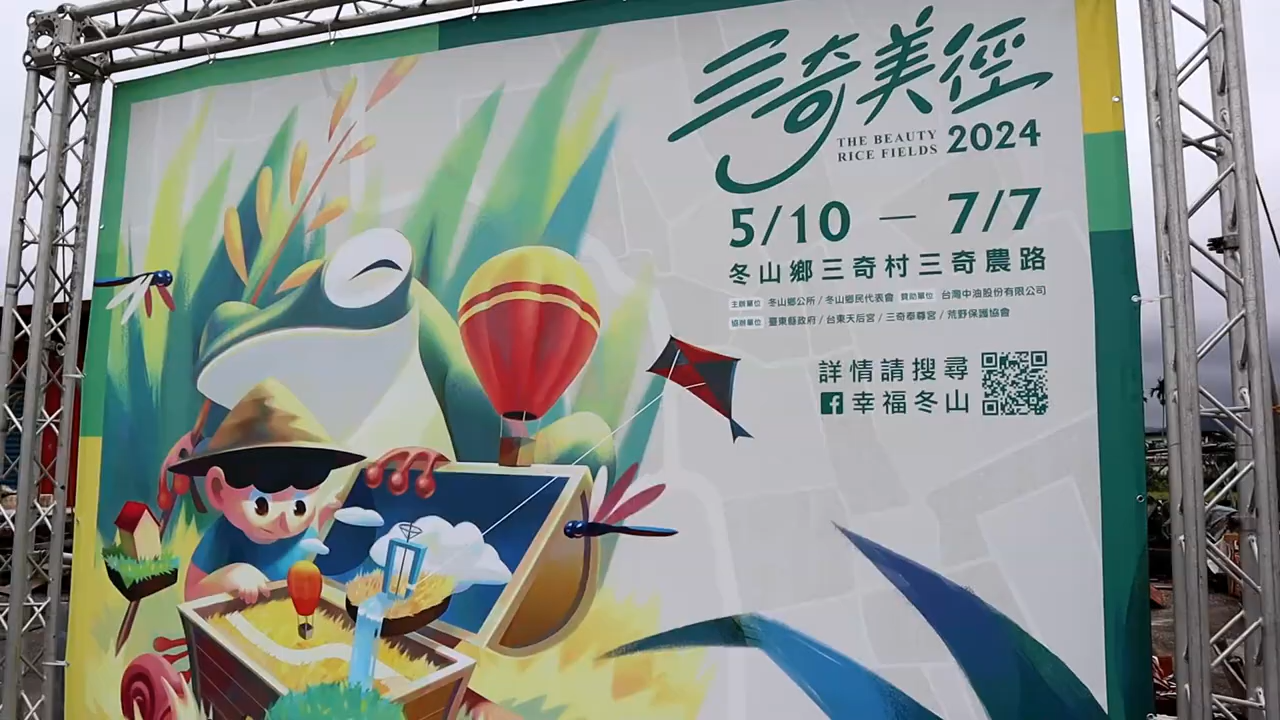 三奇美徑
THE BEAUTY
RICE FIELDS 2024
5/10 — 7/7
冬山鄉三奇村三奇農路
主辦單位 冬山鄉公所 / 冬山鄉民代表會 贊助單位 台灣中油股份有限公司
協辦單位 臺東縣政府 / 台東天后宮 / 三奇奉尊宮 / 荒野保護協會
詳情請搜尋
幸福冬山